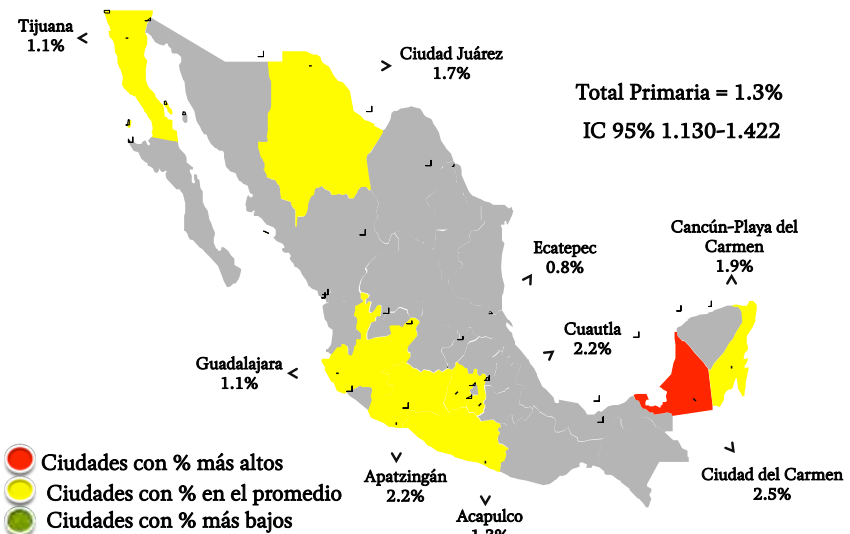 Tijuana
1.1%
Ciudad Juárez
1.7%
Total Primaria = 1.3%
IC 95% 1.130-1.422
Cancún-Playa del
Carmen
1.9%
Ecatepec
0.8%
Cuautla
2.2%
Guadalajara
1.1%
Ciudades con % más altos
Ciudades con % en el promedio
Ciudades con % más bajos
Apatzingán
2.2%
Ciudad del Carmen
2.5%
Acapulco